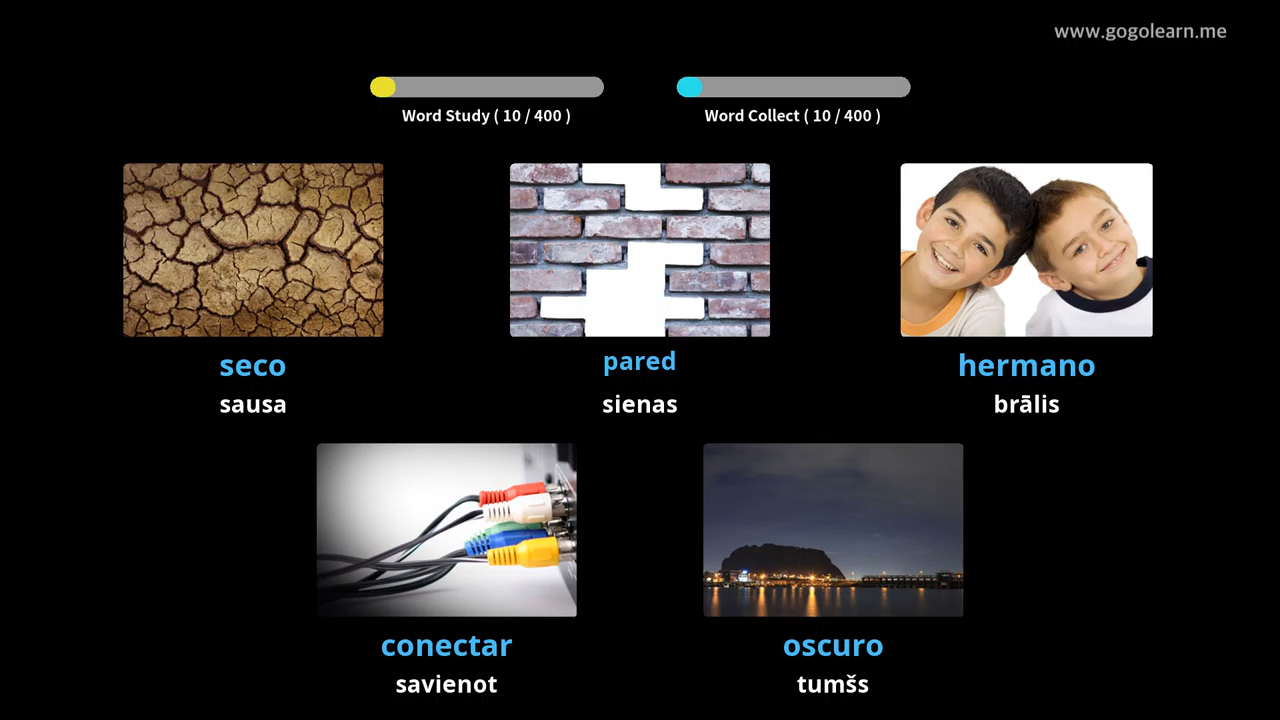 www.gogolearn.me
Word Study ( 10 / 400 )
Word Collect ( 10 / 400 )
seco
sausa
pared
sienas
hermano
brālis
conectar
savienot
oscuro
tumšs